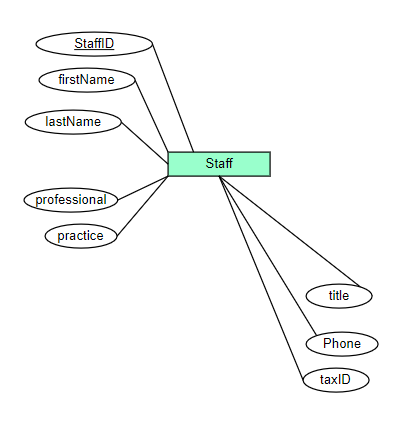 StaffID
firstName
lastName
Staff
professional
practice
title
Phone
taxID